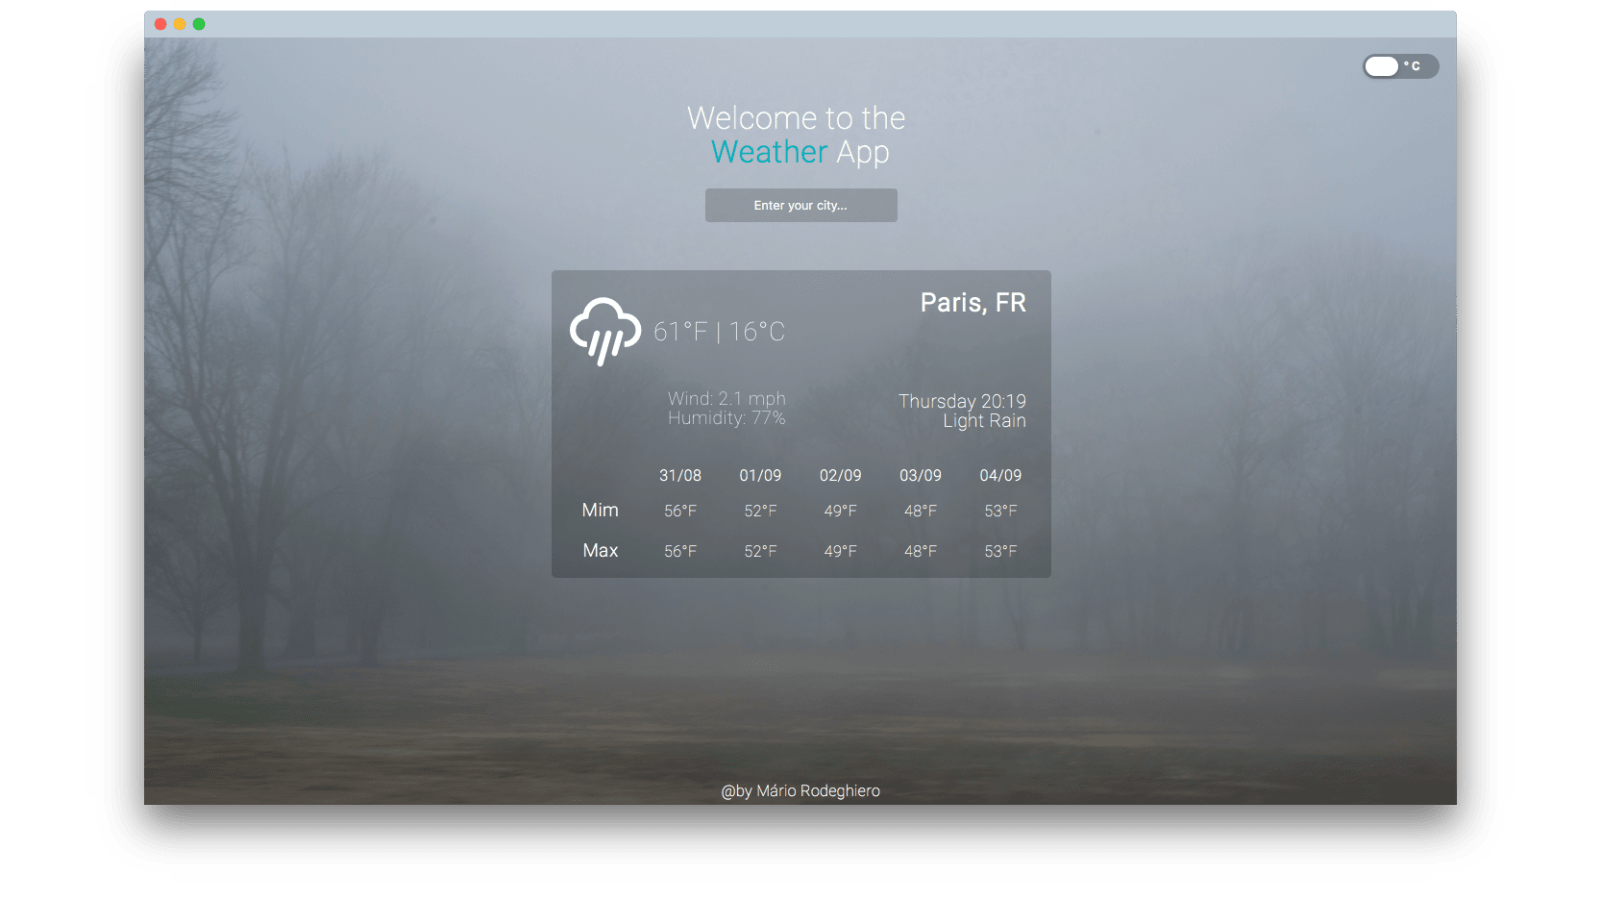 ° C
Welcome to the
Weather App
Enter your city...
Paris, FR
61°F | 16°C
Wind: 2.1 mph
Humidity: 77%
Thursday 20:19
Light Rain
31/08 01/09 02/09 03/09 04/09
Mim 56°F 52°F 49°F 48°F 53°F
Max 56°F 52°F 49°F 48°F 53°F
@by Mário Rodeghiero